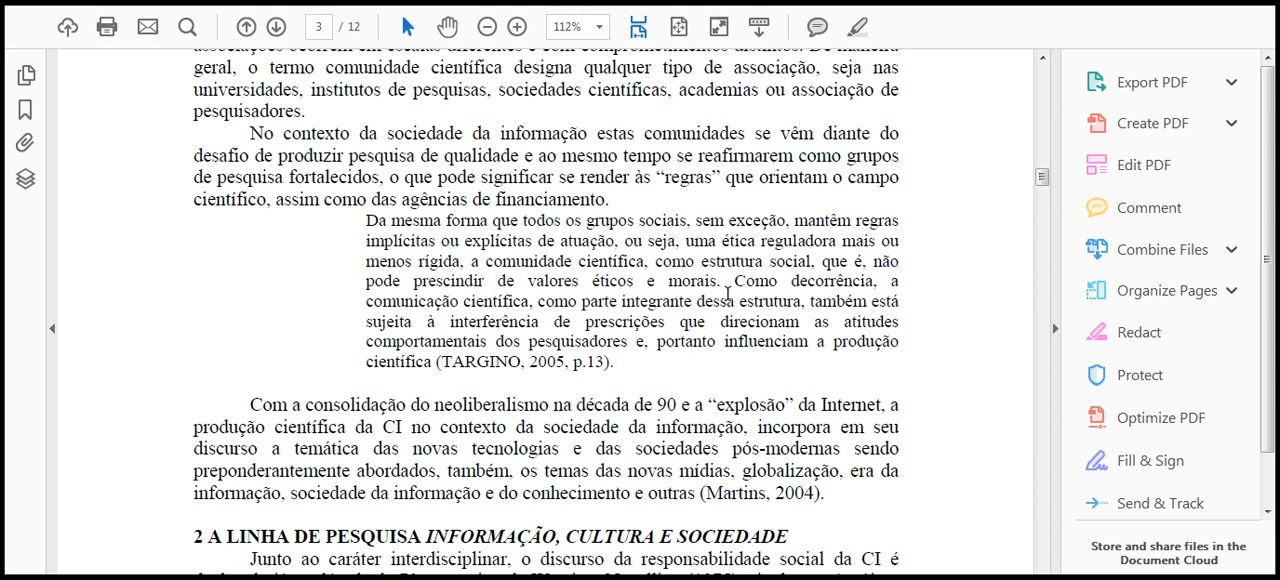 3 / 12
112%
associações ocorrem em escalas diferentes e com comprometimentos distintos. De maneira
geral, o termo comunidade científica designa qualquer tipo de associação, seja nas
universidades, institutos de pesquisas, sociedades científicas, academias ou associação de
pesquisadores.
No contexto da sociedade da informação estas comunidades se vêm diante do
desafio de produzir pesquisa de qualidade e ao mesmo tempo se reafirmarem como grupos
de pesquisa fortalecidos, o que pode significar se render às “regras” que orientam o campo
científico, assim como das agências de financiamento.
Da mesma forma que todos os grupos sociais, sem exceção, mantêm regras
implícitas ou explícitas de atuação, ou seja, uma ética reguladora mais ou
menos rígida, a comunidade científica, como estrutura social, que é, não
pode prescindir de valores éticos e morais. Como decorrência, a
comunicação científica, como parte integrante dessa estrutura, também está
sujeita à interferência de prescrições que direcionam as atitudes
comportamentais dos pesquisadores e, portanto influenciam a produção
científica (TARGINO, 2005, p.13).
Com a consolidação do neoliberalismo na década de 90 e a “explosão” da Internet, a
produção científica da CI no contexto da sociedade da informação, incorpora em seu
discurso a temática das novas tecnologias e das sociedades pós-modernas sendo
preponderantemente abordados, também, os temas das novas mídias, globalização, era da
informação, sociedade da informação e do conhecimento e outras (Martins, 2004).
2 A LINHA DE PESQUISA INFORMAÇÃO, CULTURA E SOCIEDADE
Junto ao caráter interdisciplinar, o discurso da responsabilidade social da CI é
Export PDF
Create PDF
Edit PDF
Comment
Combine Files
Organize Pages
Redact
Protect
Optimize PDF
Fill & Sign
Send & Track
Store and share files in the
Document Cloud